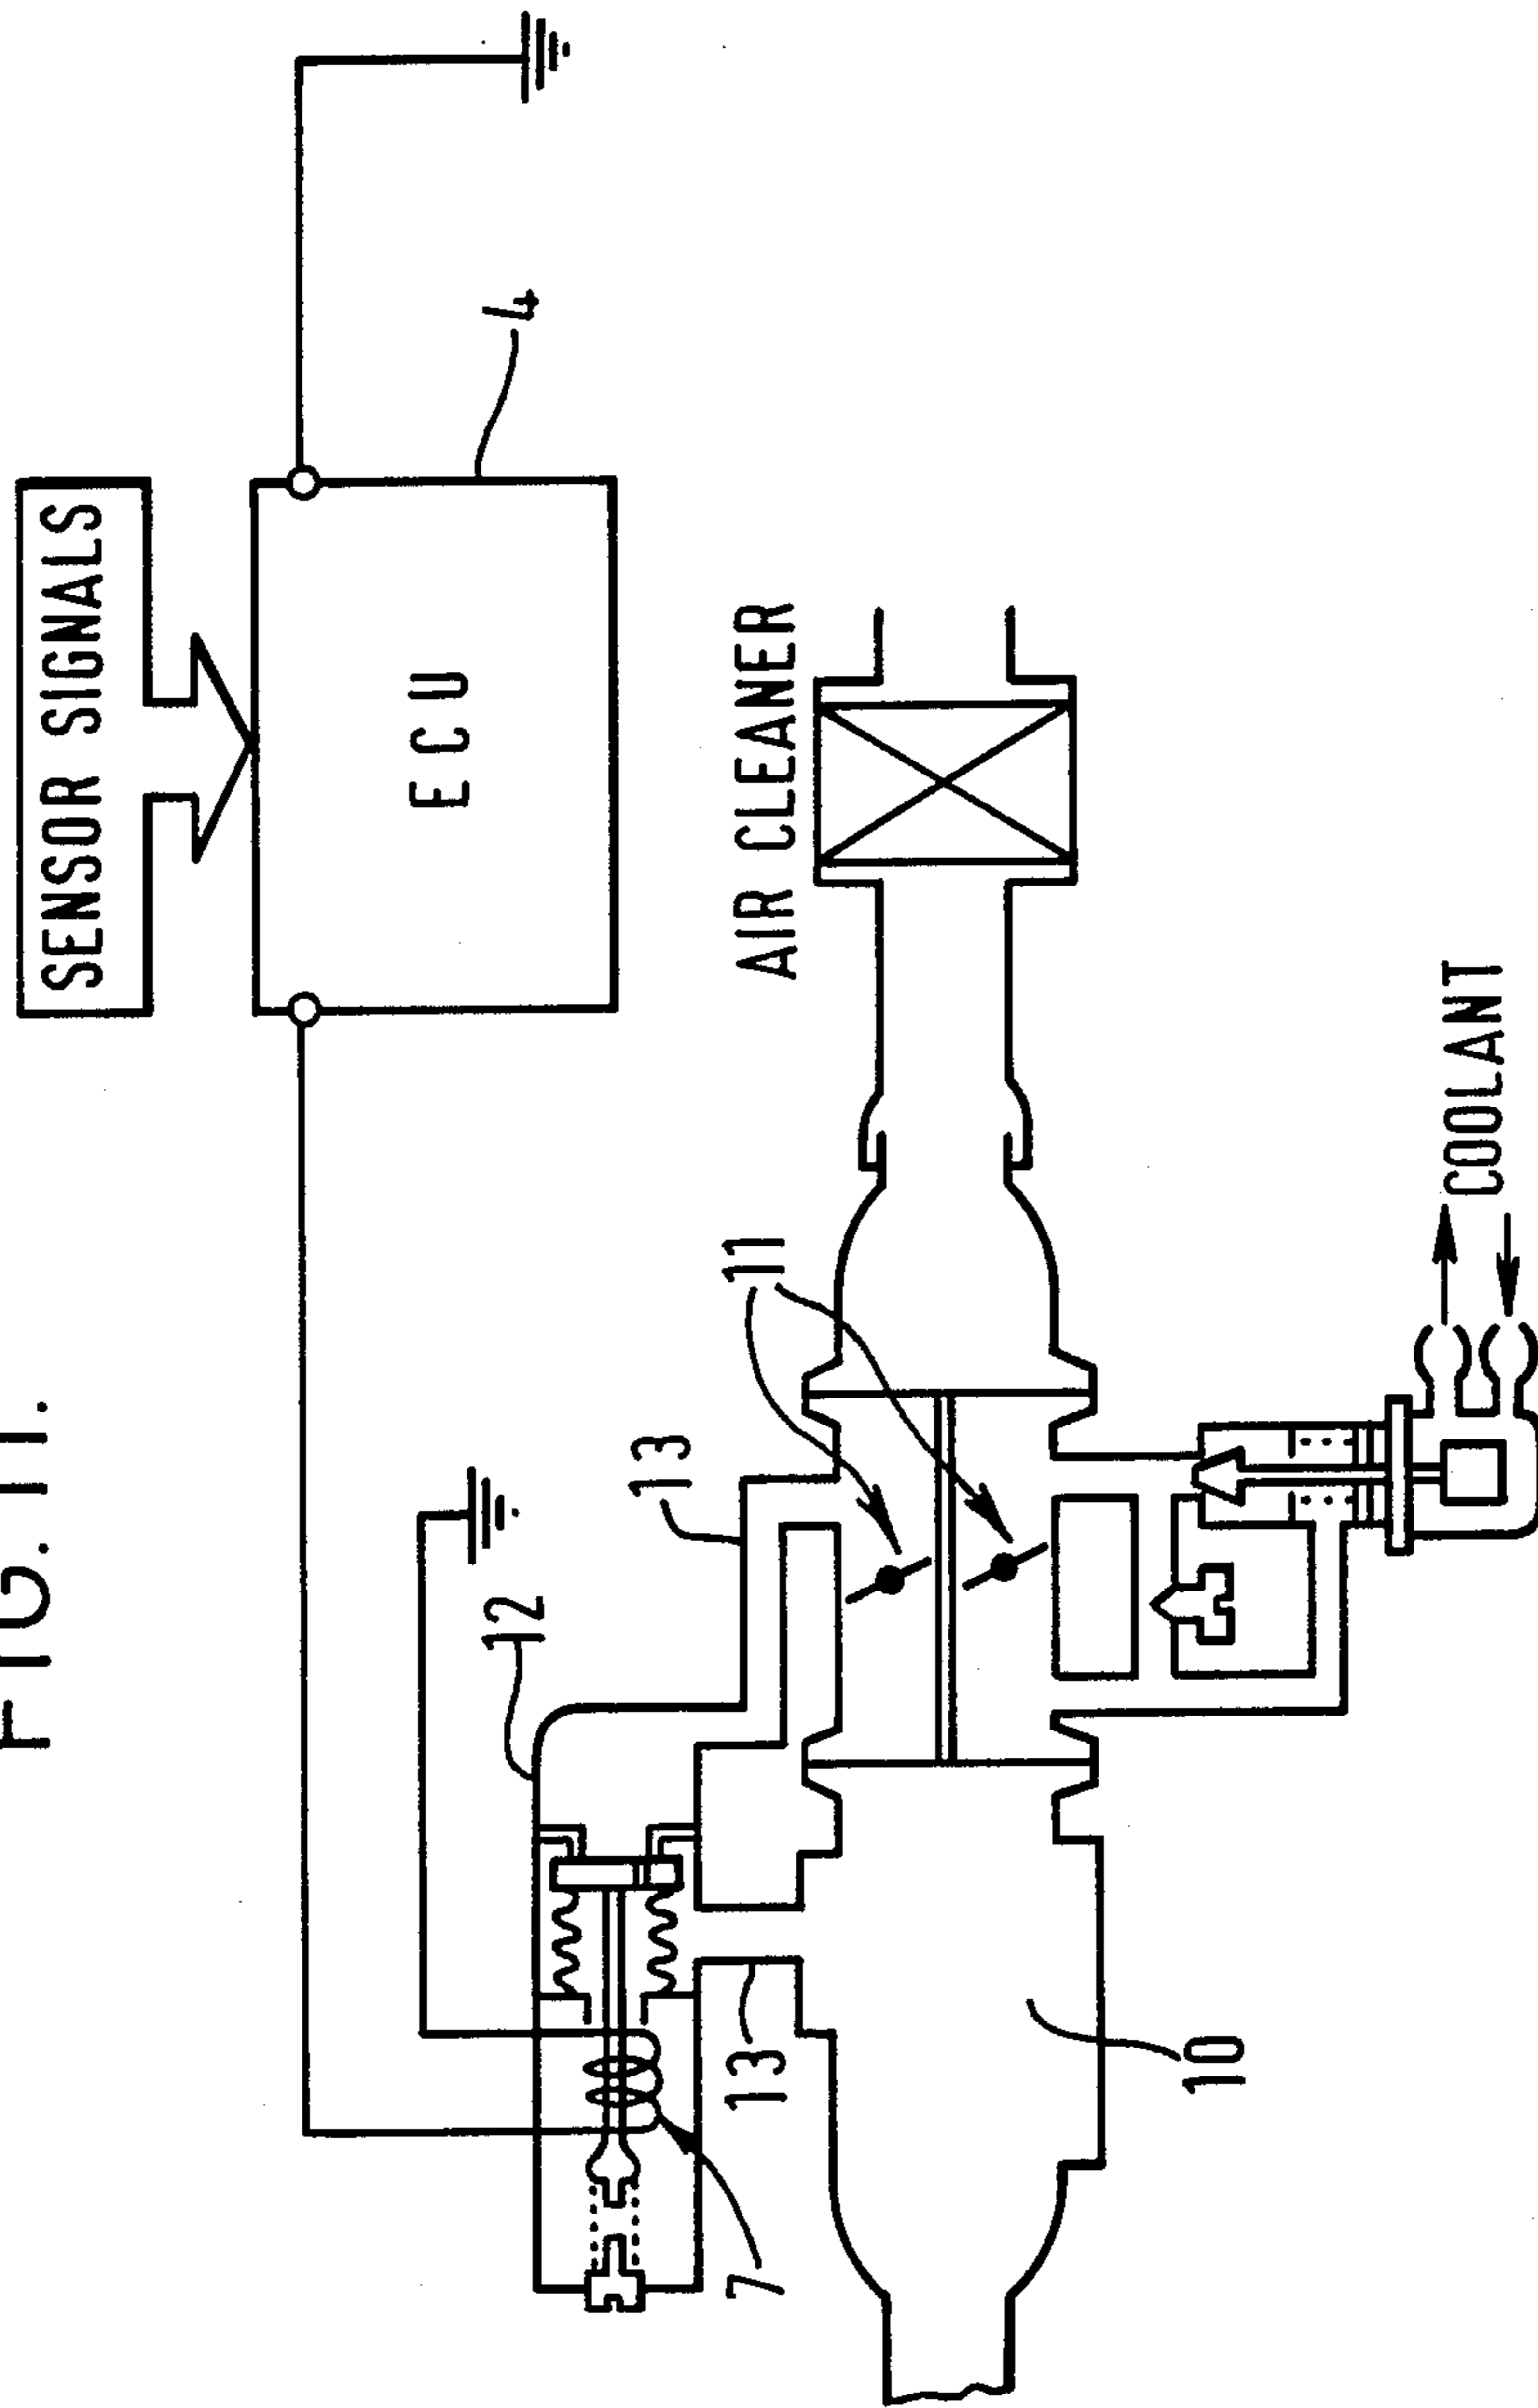 FIG. 11.
SENSOR SIGNALS
ECU
4
12
13
11
AIR CLEANER
7
13
10
COOLANT